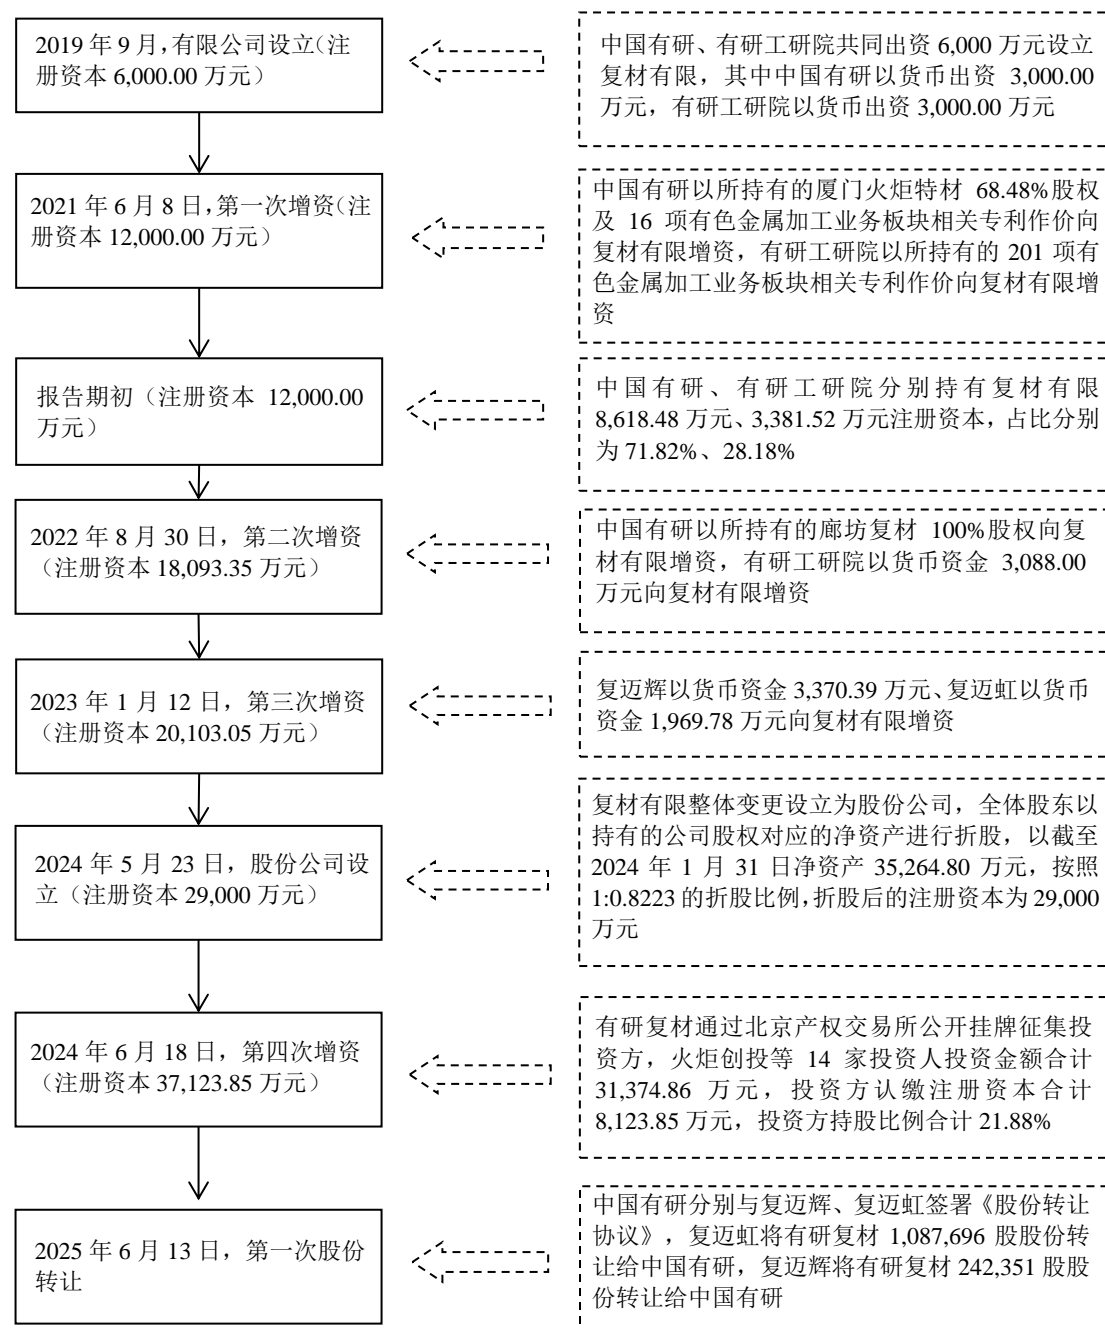 2019 年 9 月，有限公司设立（注
册资本 6,000.00 万元）
中国有研、有研工研院共同出资 6,000 万元设立
复材有限，其中中国有研以货币出资 3,000.00
万元，有研工研院以货币出资 3,000.00 万元
2021 年 6 月 8 日，第一次增资（注
册资本 12,000.00 万元）
中国有研以所持有的厦门火炬特材 68.48%股权
及 16 项有色金属加工业务板块相关专利作价向
复材有限增资，有研工研院以所持有的 201 项有
色金属加工业务板块相关专利作价向复材有限增
资
报告期初（注册资本 12,000.00
万元）
中国有研、有研工研院分别持有复材有限
8,618.48 万元、3,381.52 万元注册资本，占比分别
为 71.82%、28.18%
2022 年 8 月 30 日，第二次增资
（注册资本 18,093.35 万元）
中国有研以所持有的廊坊复材 100%股权向复
材有限增资，有研工研院以货币资金 3,088.00
万元向复材有限增资
2023 年 1 月 12 日，第三次增资
（注册资本 20,103.05 万元）
复迈辉以货币资金 3,370.39 万元、复迈虹以货币
资金 1,969.78 万元向复材有限增资
2024 年 5 月 23 日，股份公司设
立（注册资本 29,000 万元）
复材有限整体变更设立为股份公司，全体股东以
持有的公司股权对应的净资产进行折股，以截至
2024 年 1 月 31 日净资产 35,264.80 万元，按照
1:0.8223 的折股比例，折股后的注册资本为 29,000
万元
2024 年 6 月 18 日，第四次增资
（注册资本 37,123.85 万元）
有研复材通过北京产权交易所公开挂牌征集投
资方，火炬创投等 14 家投资人投资金额合计
31,374.86 万元，投资方认缴注册资本合计
8,123.85 万元，投资方持股比例合计 21.88%
2025 年 6 月 13 日，第一次股份
转让
中国有研分别与复迈辉、复迈虹签署《股份转让
协议》，复迈虹将有研复材 1,087,696 股股份转
让给中国有研，复迈辉将有研复材 242,351 股股
份转让给中国有研